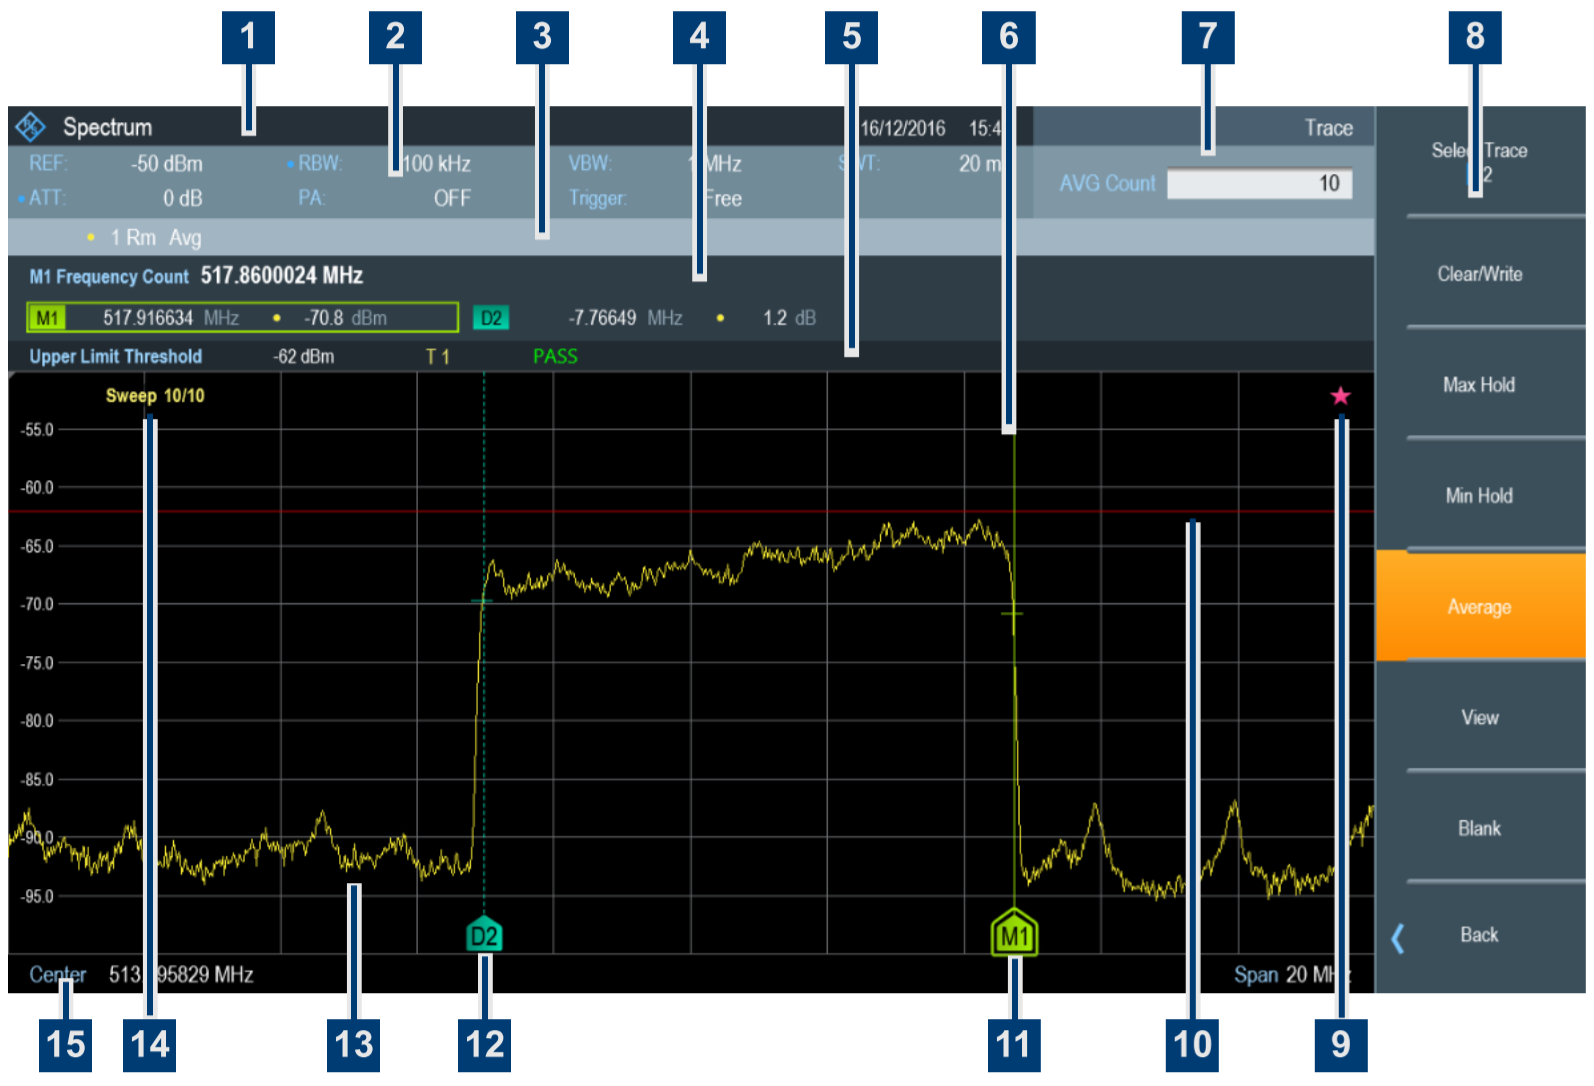 1 2 3 4 5 6 7 8
Spectrum 16/12/2016 15:4 Trace
REF: -50 dBm RBW: 100 kHz VBW: 1 MHz SWT: 20 m
ATT: 0 dB PA: OFF Trigger: Free
AVG Count 10
1 Rm Avg
M1 Frequency Count 517.8600024 MHz
M1 517.916634 MHz -70.8 dBm D2 -7.76649 MHz 1.2 dB
Upper Limit Threshold -62 dBm T 1 PASS
Sweep 10/10
-55.0
-60.0
-65.0
-70.0
-75.0
-80.0
-85.0
-90.0
-95.0
D2 M1
Center 513 95829 MHz Span 20 MHz
Select Trace
2
Clear/Write
Max Hold
Min Hold
Average
View
Blank
Back
15 14 13 12 11 10 9